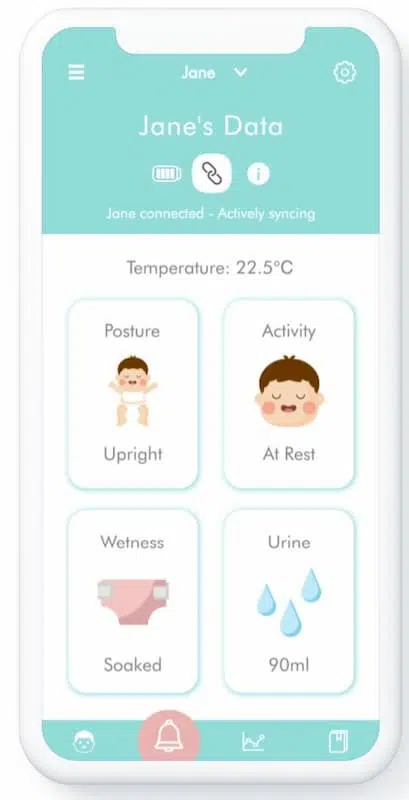 Jane
Jane's Data
Jane connected - Actively syncing
Temperature: 22.5°C
Posture
Activity
Upright
At Rest
Wetness
Urine
Soaked
90ml